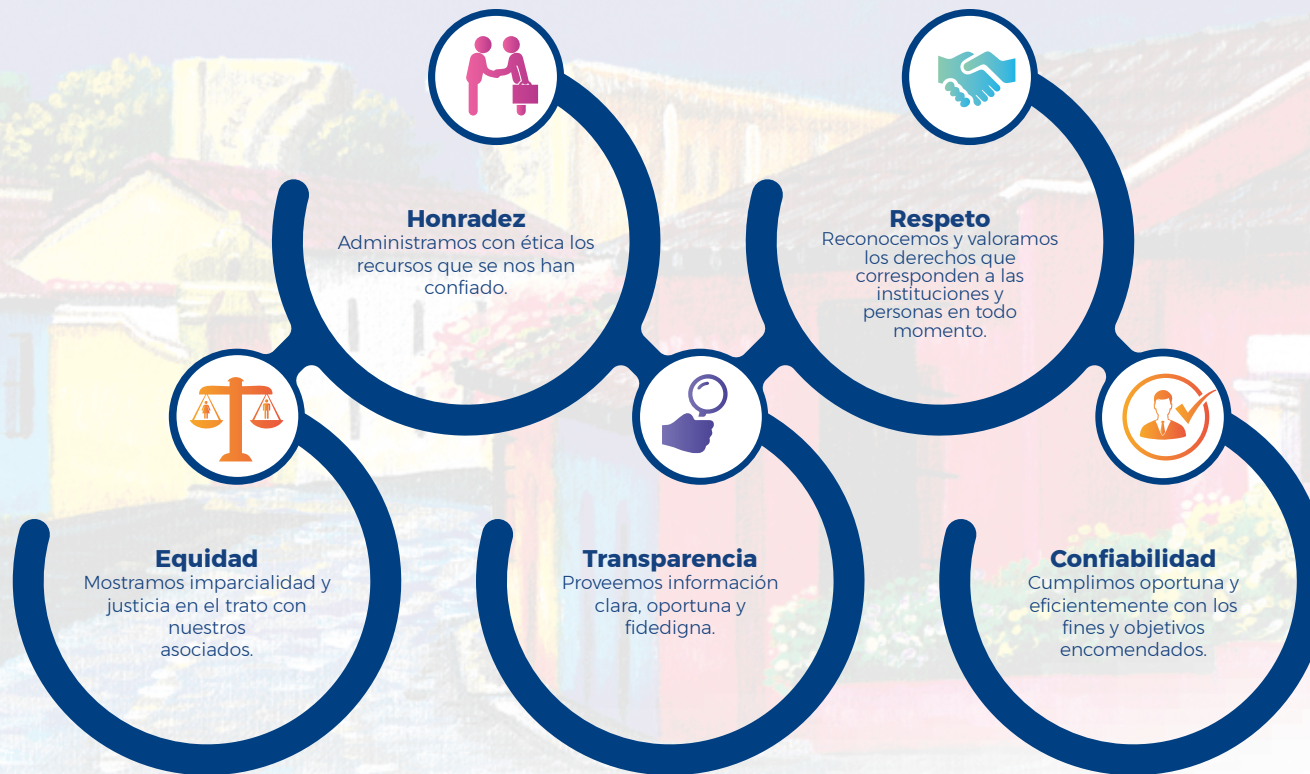 Honradez
Administramos con ética los
recursos que se nos han
confiado.
Respeto
Reconocemos y valoramos
los derechos que
corresponden a las
instituciones y
personas en todo
momento.
Equidad
Mostramos imparcialidad y
justicia en el trato con
nuestros
asociados.
Transparencia
Proveemos información
clara, oportuna y
fidedigna.
Confiabilidad
Cumplimos oportuna y
eficientemente con los
fines y objetivos
encomendados.